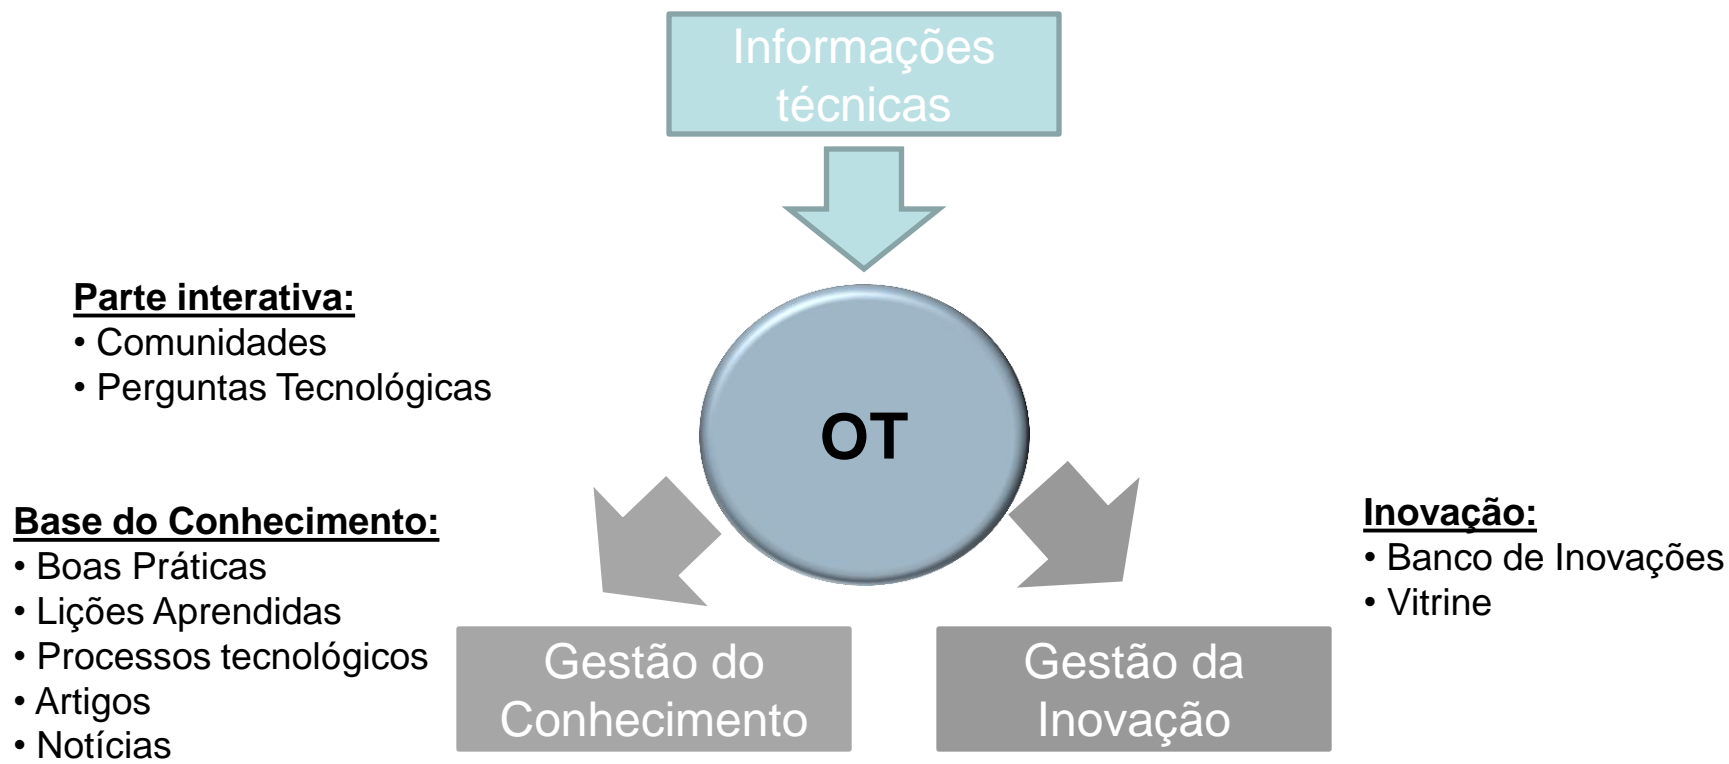 Informações
técnicas
Parte interativa:
• Comunidades
• Perguntas Tecnológicas
OT
Base do Conhecimento:
• Boas Práticas
• Lições Aprendidas
• Processos tecnológicos
• Artigos
• Notícias
Gestão do
Conhecimento
Gestão da
Inovação
Inovação:
• Banco de Inovações
• Vitrine